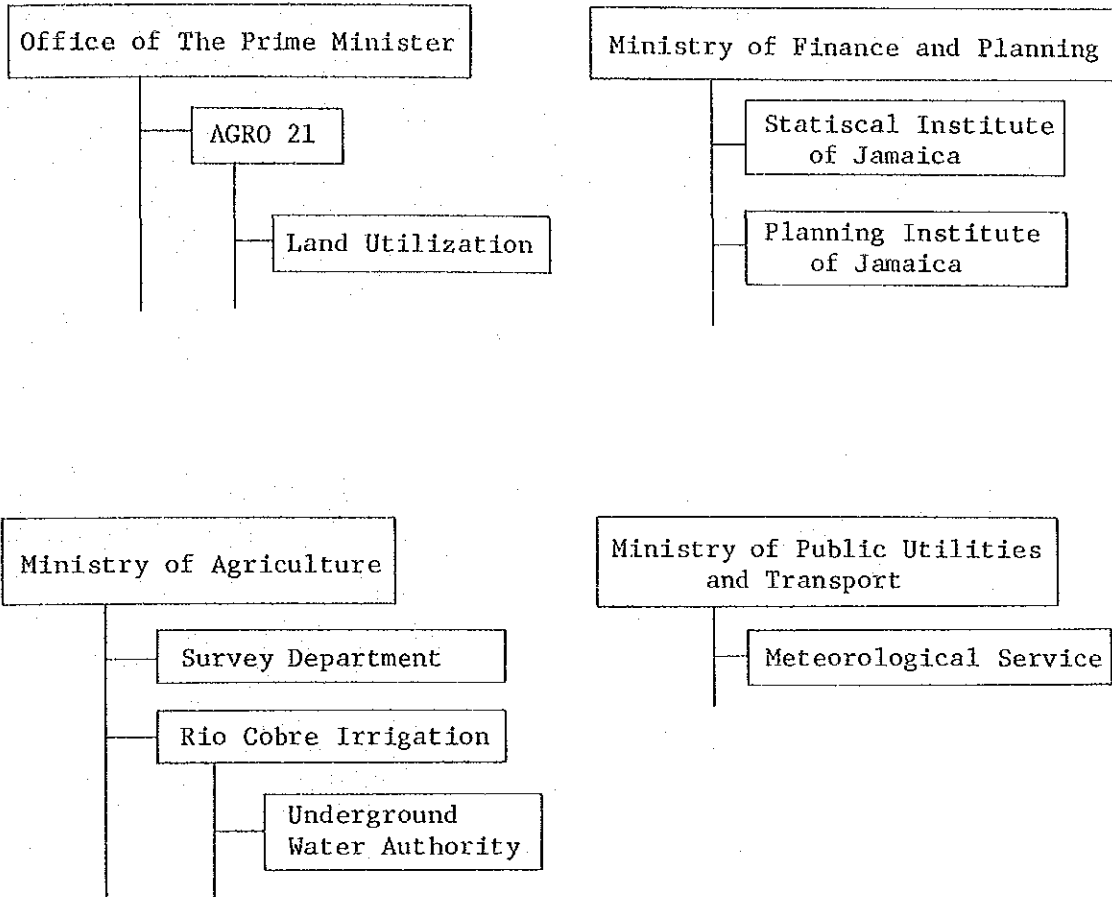 Office of The Prime Minister
AGRO 21
Land Utilization
Ministry of Finance and Planning
Statiscal Institute
of Jamaica
Planning Institute
of Jamaica
Ministry of Agriculture
Survey Department
Rio Cobre Irrigation
Underground
Water Authority
Ministry of Public Utilities
and Transport
Meteorological Service